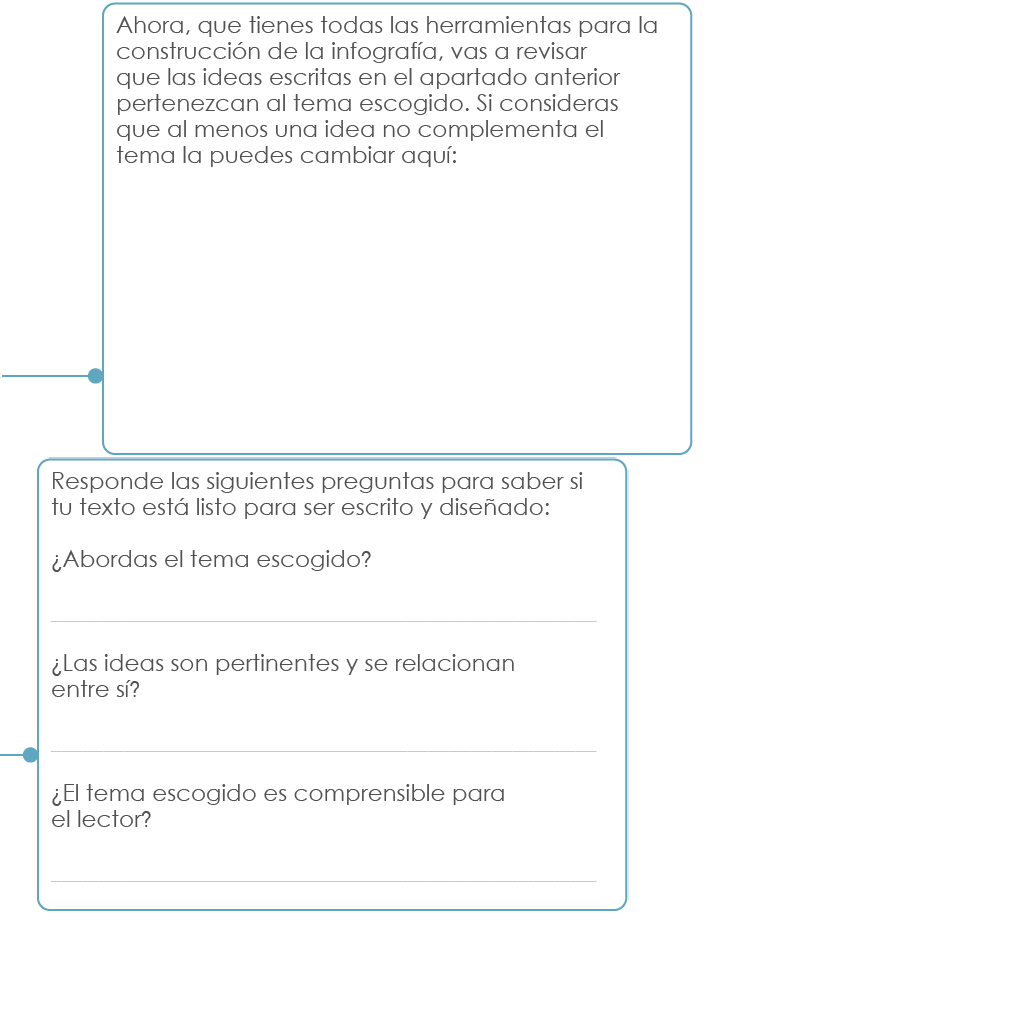 Ahora, que tienes todas las herramientas para la
construcción de la infografía, vas a revisar
que las ideas escritas en el apartado anterior
pertenezcan al tema escogido. Si consideras
que al menos una idea no complementa el
tema la puedes cambiar aquí:
Responde las siguientes preguntas para saber si
tu texto está listo para ser escrito y diseñado:
¿Abordas el tema escogido?
¿Las ideas son pertinentes y se relacionan
entre sí?
¿El tema escogido es comprensible para
el lector?